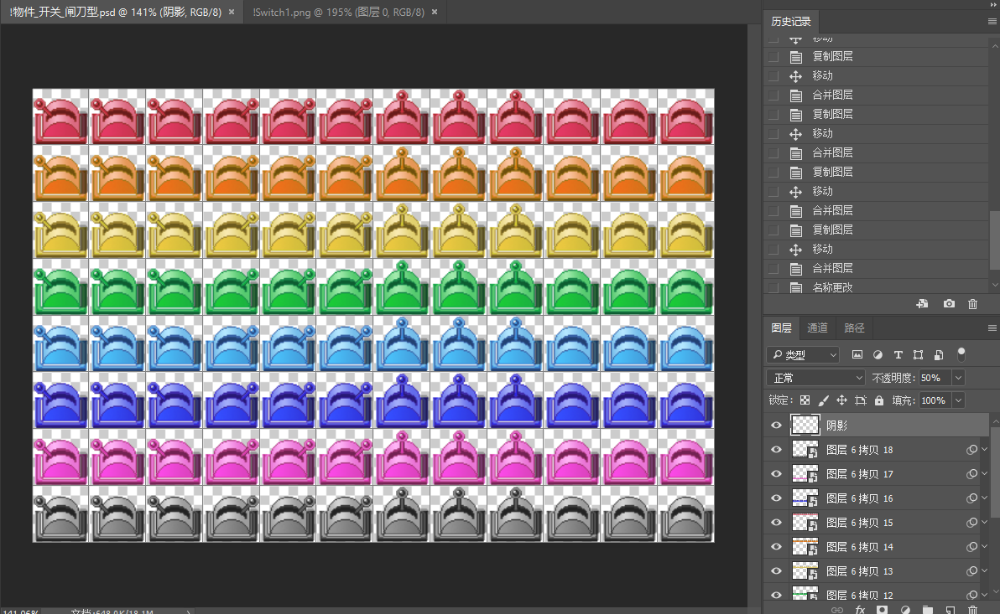 !物件_开关_闸刀型.psd @ 141% (阴影, RGB/8) ×
!Switch1.png @ 195% (图层 0, RGB/8) ×
历史记录
移动
复制图层
移动
合并图层
复制图层
移动
合并图层
复制图层
移动
合并图层
复制图层
移动
合并图层
名称更改
图层 通道 路径
类型
正常 不透明度: 50%
锁定: 填充: 100%
阴影
图层 6 拷贝 18
图层 6 拷贝 17
图层 6 拷贝 16
图层 6 拷贝 15
图层 6 拷贝 14
图层 6 拷贝 13
图层 6 拷贝 12
fx
141.06% 文档:648.0K/18.1M